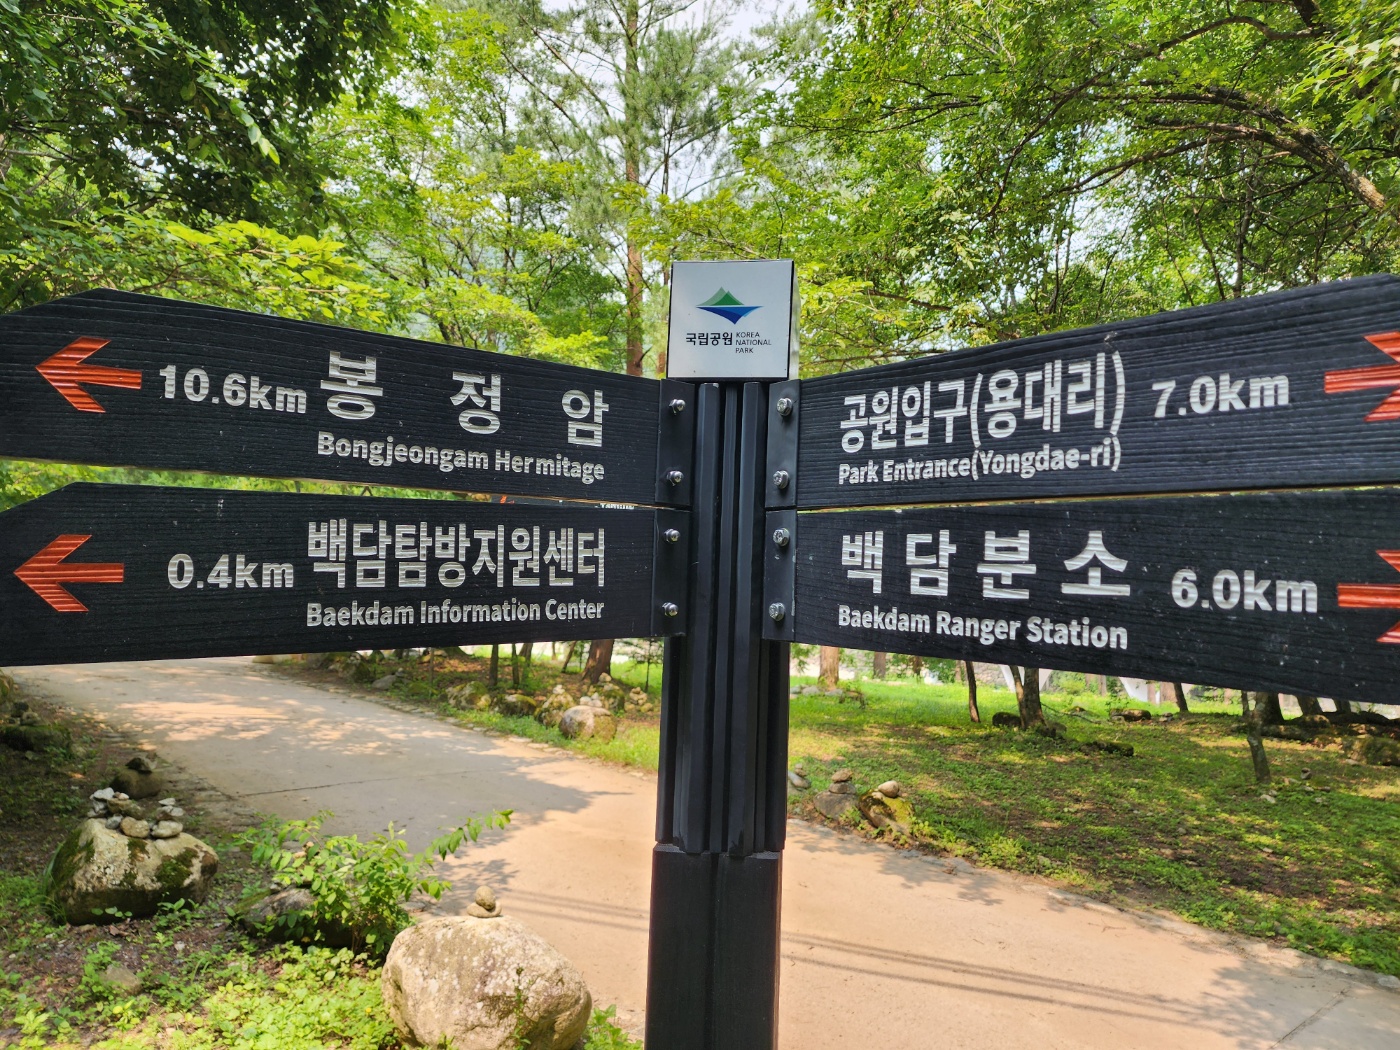 국립공원 KOREA
NATIONAL
PARK
10.6km 봉정암
Bongjeongam Hermitage
0.4km 백담탐방지원센터
Baekdam Information Center
공원입구(용대리) 7.0km
Park Entrance(Yongdae-ri)
백담분소 6.0km
Baekdam Ranger Station